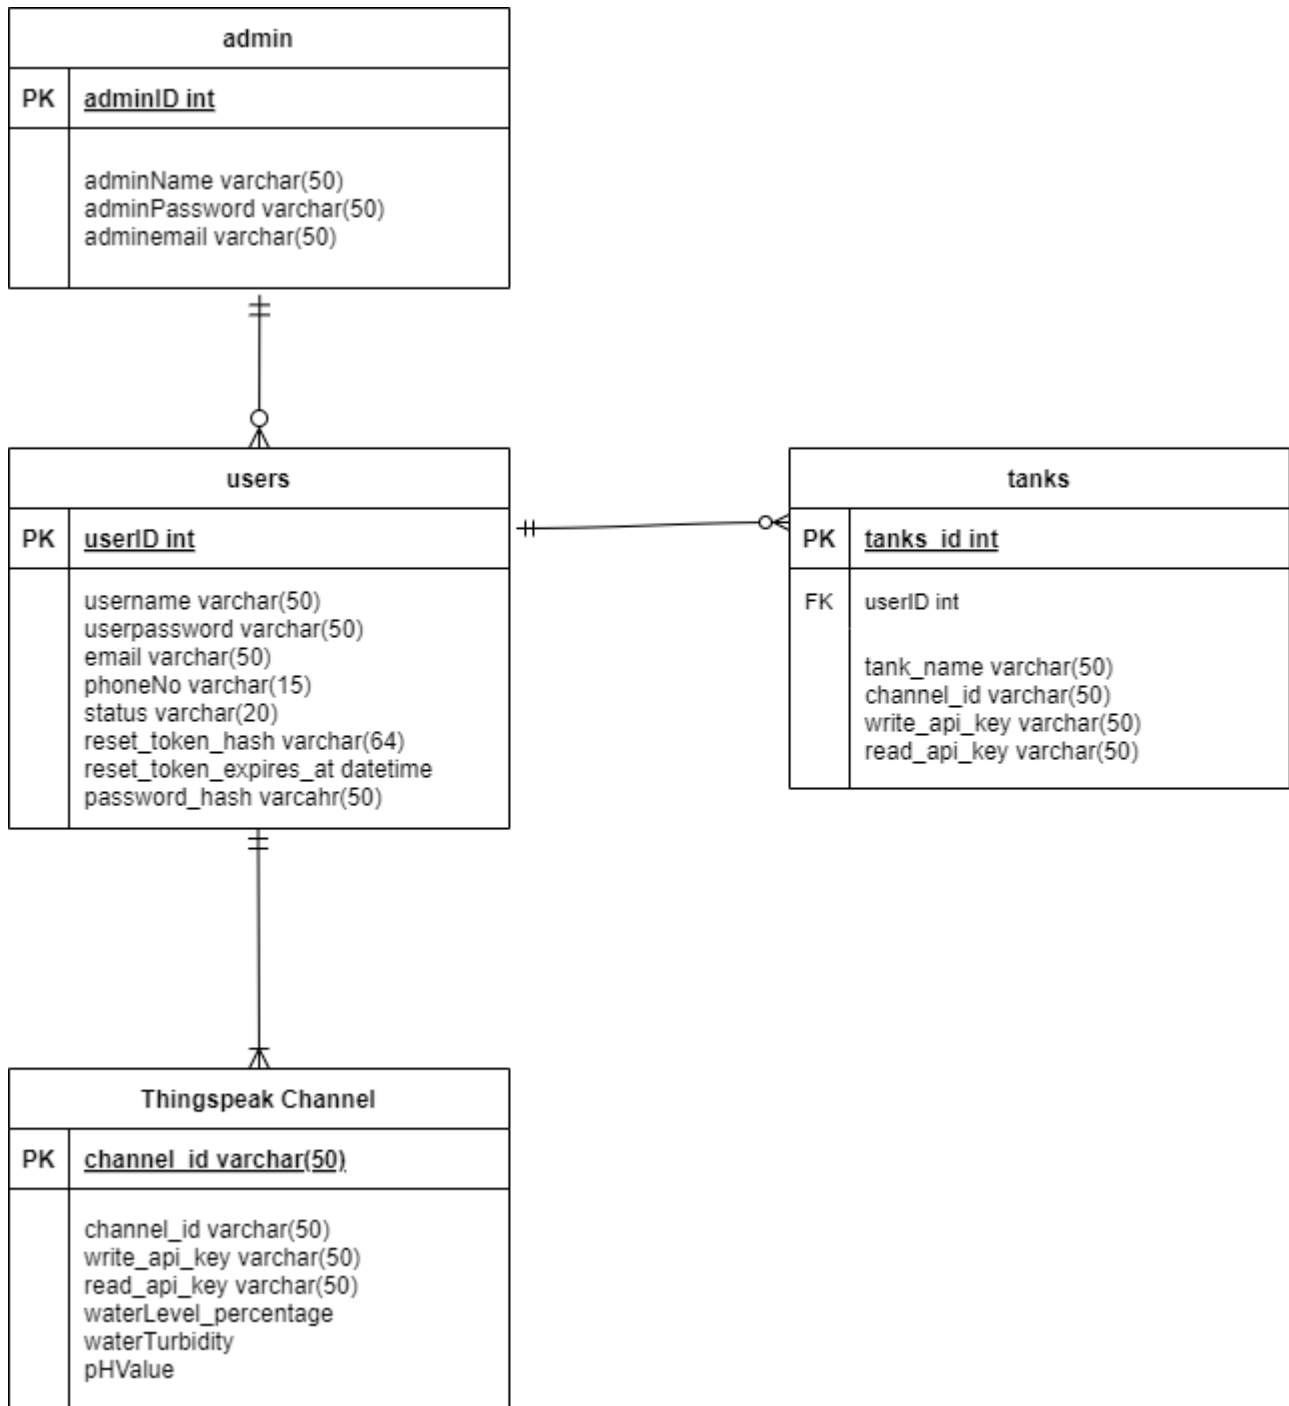 admin
PK adminID int
adminName varchar(50)
adminPassword varchar(50)
adminemail varchar(50)
users
PK userID int
username varchar(50)
userpassword varchar(50)
email varchar(50)
phoneNo varchar(15)
status varchar(20)
reset_token_hash varchar(64)
reset_token_expires_at datetime
password_hash varcahr(50)
tanks
PK tanks_id int
FK userID int
tank_name varchar(50)
channel_id varchar(50)
write_api_key varchar(50)
read_api_key varchar(50)
Thingspeak Channel
PK channel_id varchar(50)
channel_id varchar(50)
write_api_key varchar(50)
read_api_key varchar(50)
waterLevel_percentage
waterTurbidity
pHValue